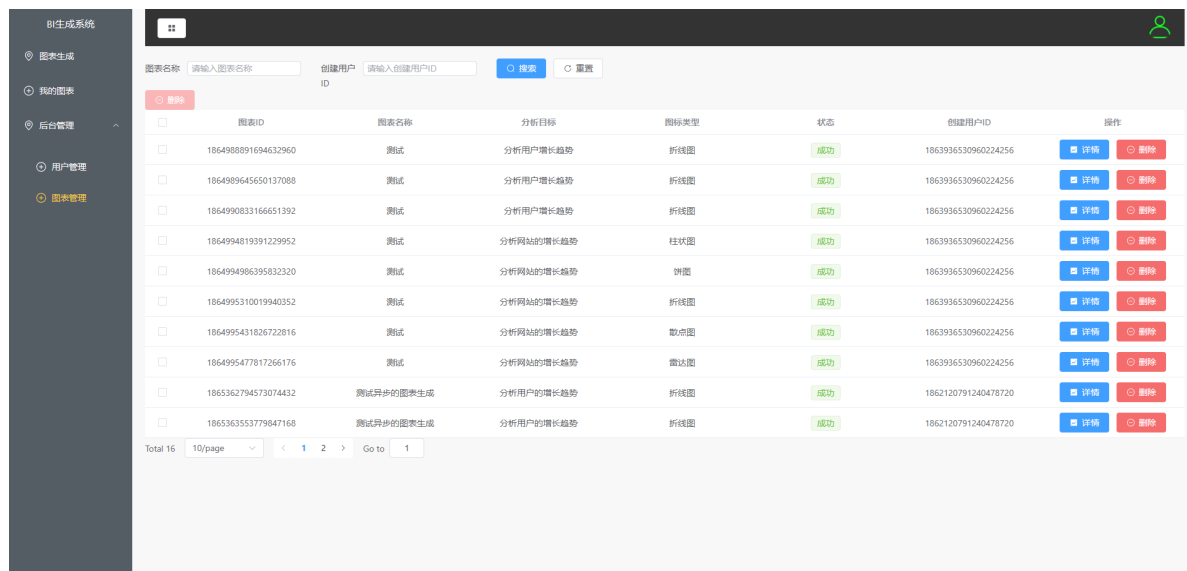 BI生成系统
图表生成
我的图表
后台管理
用户管理
图表管理
图表名称 请输入图表名称 创建用户ID 请输入创建用户ID 搜索 重置
删除
图表ID 图表名称 分析目标 图标类型 状态 创建用户ID 操作
1864988891694632960 测试 分析用户增长趋势 折线图 成功 1863936530960224256 详情 删除
1864989645650137088 测试 分析用户增长趋势 折线图 成功 1863936530960224256 详情 删除
1864990833166651392 测试 分析用户增长趋势 折线图 成功 1863936530960224256 详情 删除
1864994819391229952 测试 分析网站的增长趋势 柱状图 成功 1863936530960224256 详情 删除
1864994986395832320 测试 分析网站的增长趋势 饼图 成功 1863936530960224256 详情 删除
1864995310019940352 测试 分析网站的增长趋势 折线图 成功 1863936530960224256 详情 删除
1864995431826722816 测试 分析网站的增长趋势 散点图 成功 1863936530960224256 详情 删除
1864995477817266176 测试 分析网站的增长趋势 雷达图 成功 1863936530960224256 详情 删除
1865362794573074432 测试异步的图表生成 分析用户的增长趋势 折线图 成功 1862120791240478720 详情 删除
1865363553779847168 测试异步的图表生成 分析用户的增长趋势 折线图 成功 1862120791240478720 详情 删除
Total 16 10/page 1 2 Go to 1